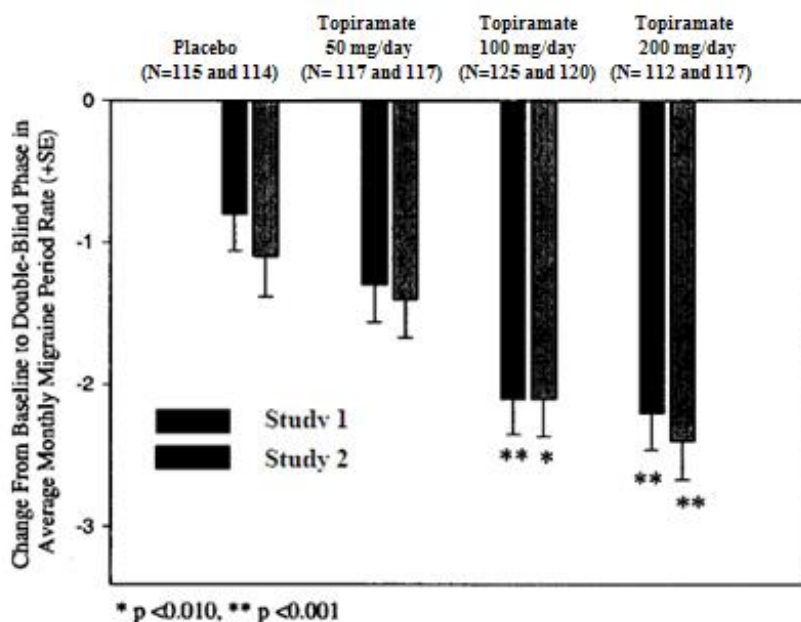 Placebo
(N=115 and 114)
Topiramate
50 mg/day
(N= 117 and 117)
Topiramate
100 mg/day
(N=125 and 120)
Topiramate
200 mg/day
(N= 112 and 117)
Change From Baseline to Double-Blind Phase in
Average Monthly Migraine Period Rate (+SE)
0
-1
-2
-3
Study 1
Study 2
**
*
**
**
* p <0.010, ** p <0.001